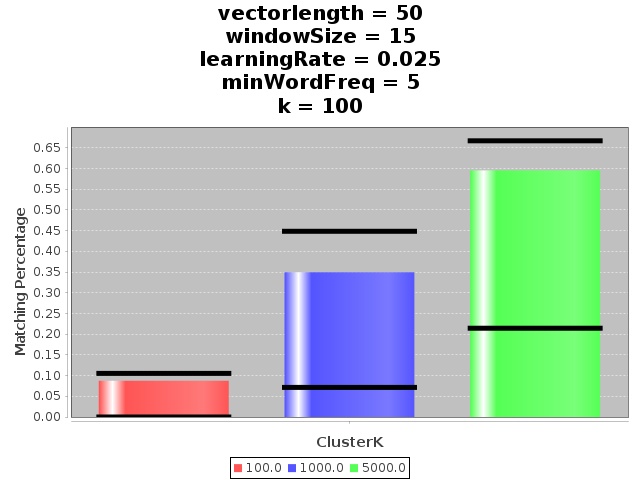 vectorlength = 50
windowSize = 15
learningRate = 0.025
minWordFreq = 5
k = 100
0.65
0.60
0.55
0.50
0.45
0.40
0.35
0.30
0.25
0.20
0.15
0.10
0.05
0.00
Matching Percentage
ClusterK
100.0 1000.0 5000.0